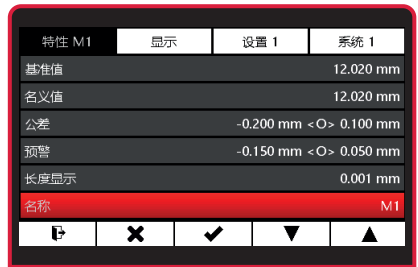 特性 M1 显示 设置 1 系统 1
基准值 12.020 mm
名义值 12.020 mm
公差 -0.200 mm <O> 0.100 mm
预警 -0.150 mm <O> 0.050 mm
长度显示 0.001 mm
名称 M1